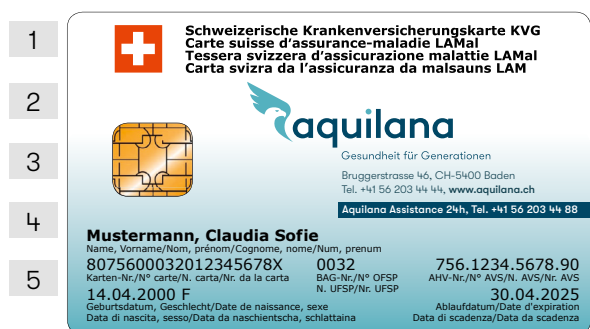 1
Schweizerische Krankenversicherungskarte KVG
Carte suisse d'assurance-maladie LAMal
Tessera svizzera d'assicurazione malattie LAMal
Carta svizra da l'assicuranza da malsauns LAM
2
aquilana
Gesundheit für Generationen
3
Bruggerstrasse 46, CH-5400 Baden
Tel. +41 56 203 44 44, www.aquilana.ch
4
Aquilana Assistance 24h, Tel. +41 56 203 44 88
Mustermann, Claudia Sofie
Name, Vorname/Nom, prénom/Cognome, nome/Num, prenum
5
8075600032012345678X 0032 756.1234.5678.90
Karten-Nr./N° carte/N. carta/Nr. da la carta BAG-Nr./N° OFSP AHV-Nr./N° AVS/N. AVS/Nr. AVS
N. UFSP/Nr. UFSP
14.04.2000 F 30.04.2025
Geburtsdatum, Geschlecht/Date de naissance, sexe Ablaufdatum/Date d'expiration
Data di nascita, sesso/Data da naschientscha, schlattaina Data di scadenza/Data da scadenza